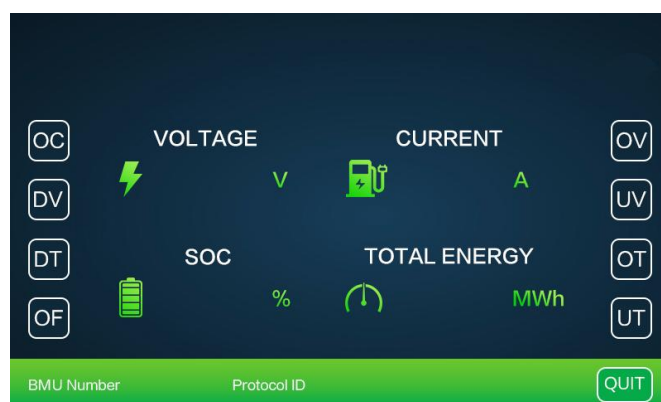 OC
VOLTAGE
CURRENT
OV
V
A
DV
UV
DT
SOC
TOTAL ENERGY
OT
%
MWh
OF
UT
BMU Number
Protocol ID
QUIT